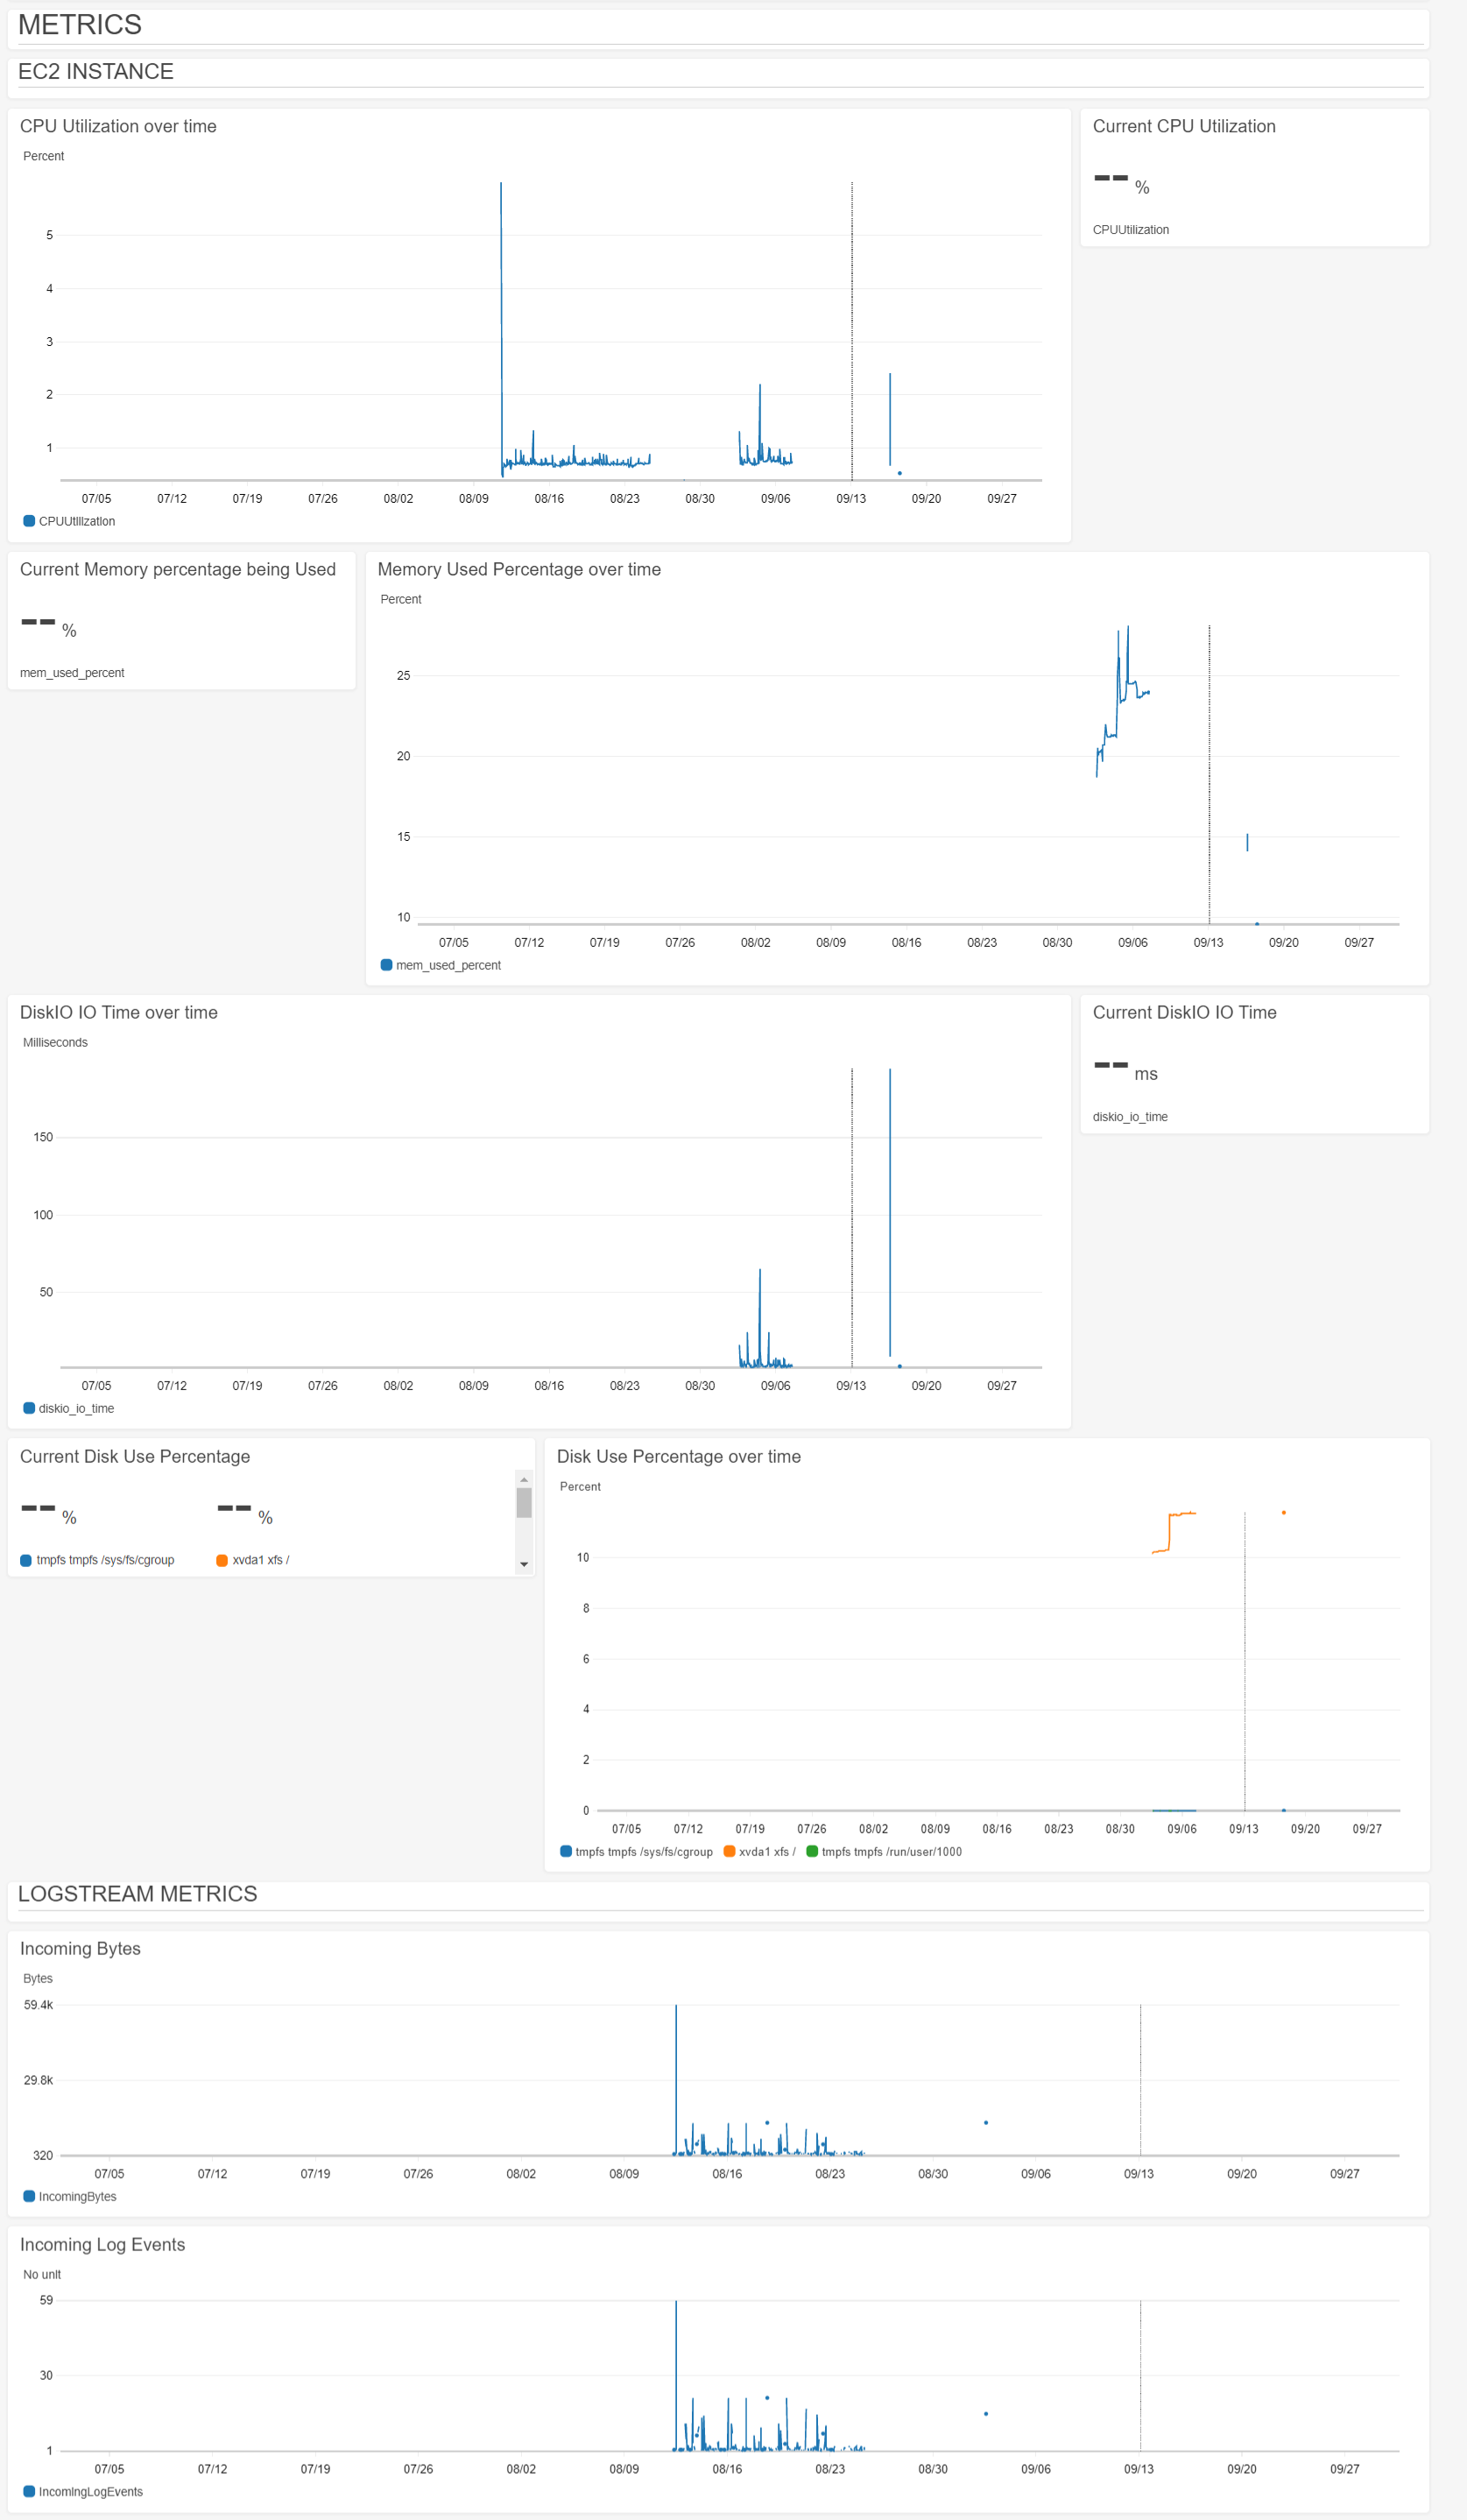 METRICS
EC2 INSTANCE
CPU Utilization over time
Percent
5
4
3
2
1
07/05 07/12 07/19 07/26 08/02 08/09 08/16 08/23 08/30 09/06 09/13 09/20 09/27
CPUUtilization
Current CPU Utilization
-- %
CPUUtilization
Current Memory percentage being Used
-- %
mem_used_percent
Memory Used Percentage over time
Percent
25
20
15
10
07/05 07/12 07/19 07/26 08/02 08/09 08/16 08/23 08/30 09/06 09/13 09/20 09/27
mem_used_percent
DiskIO IO Time over time
Milliseconds
150
100
50
07/05 07/12 07/19 07/26 08/02 08/09 08/16 08/23 08/30 09/06 09/13 09/20 09/27
diskio_io_time
Current DiskIO IO Time
-- ms
diskio_io_time
Current Disk Use Percentage
-- % -- %
tmpfs tmpfs /sys/fs/cgroup xvda1 xfs /
Disk Use Percentage over time
Percent
10
8
6
4
2
0
07/05 07/12 07/19 07/26 08/02 08/09 08/16 08/23 08/30 09/06 09/13 09/20 09/27
tmpfs tmpfs /sys/fs/cgroup xvda1 xfs / tmpfs tmpfs /run/user/1000
LOGSTREAM METRICS
Incoming Bytes
Bytes
59.4k
29.8k
320
07/05 07/12 07/19 07/26 08/02 08/09 08/16 08/23 08/30 09/06 09/13 09/20 09/27
IncomingBytes
Incoming Log Events
No unit
59
30
1
07/05 07/12 07/19 07/26 08/02 08/09 08/16 08/23 08/30 09/06 09/13 09/20 09/27
IncomingLogEvents